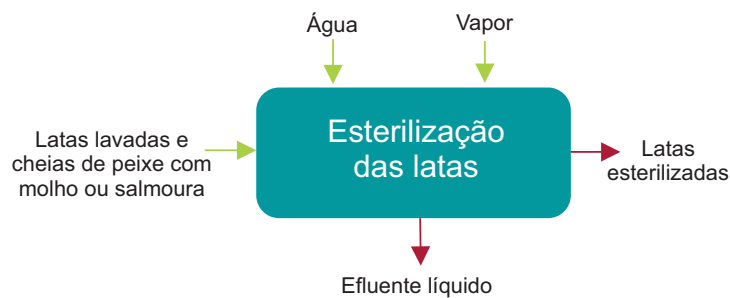 Água
Vapor
Latas lavadas e
cheias de peixe com
molho ou salmoura
Esterilização
das latas
Latas
esterilizadas
Efluente líquido